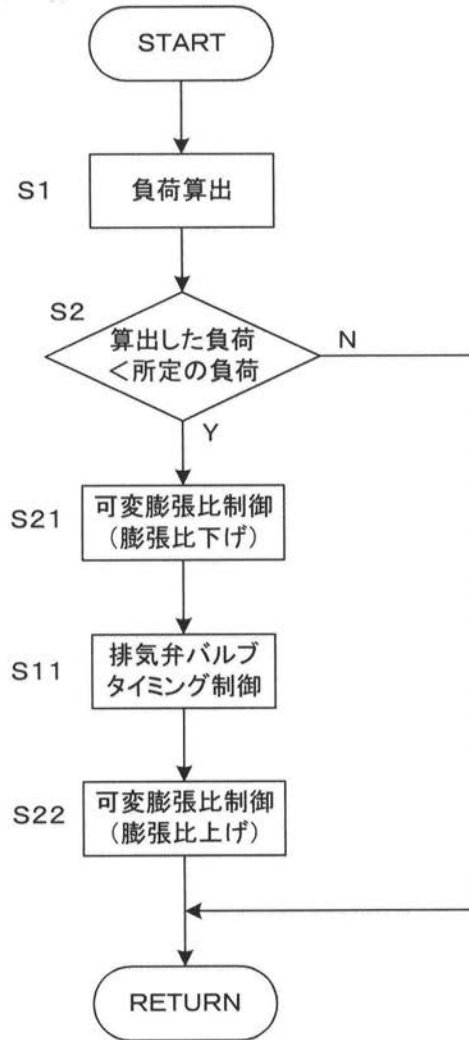 START
S1
負荷算出
S2
算出した負荷
<所定の負荷
N
Y
S21
可変膨張比制御
(膨張比下げ)
S11
排気弁バルブ
タイミング制御
S22
可変膨張比制御
(膨張比上げ)
RETURN